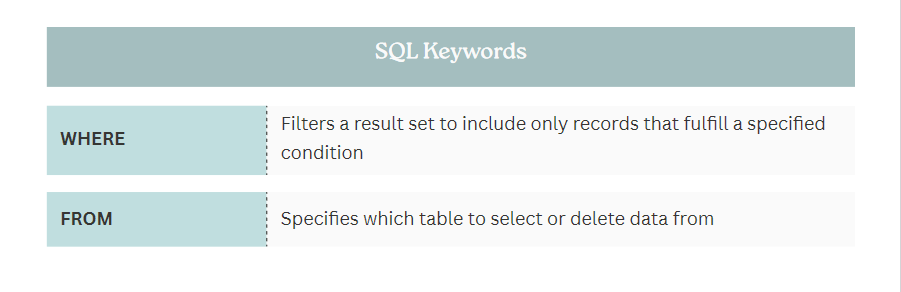 SQL Keywords
WHERE
Filters a result set to include only records that fulfill a specified
condition
FROM
Specifies which table to select or delete data from